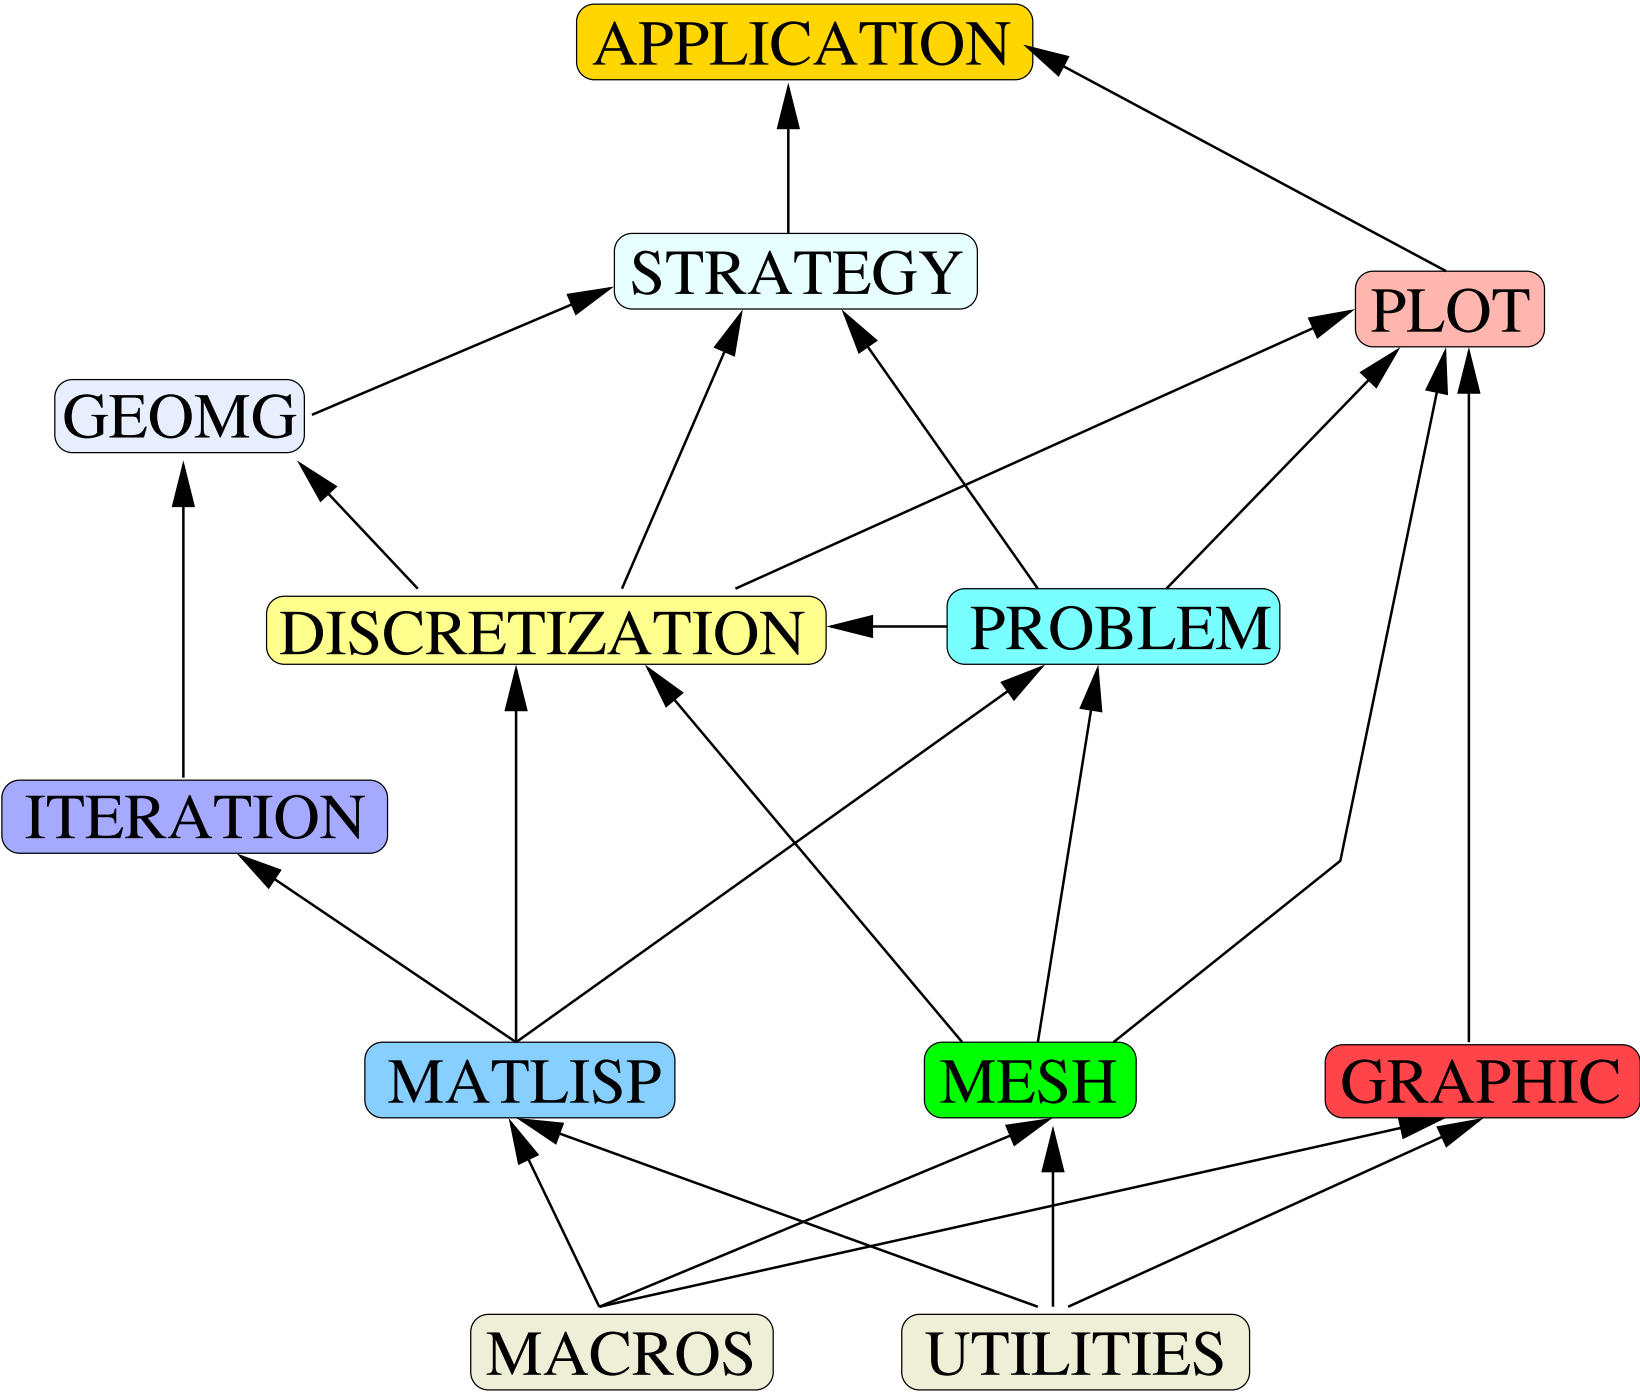 APPLICATION
STRATEGY
PLOT
GEOMG
DISCRETIZATION
PROBLEM
ITERATION
MATLISP
MESH
GRAPHIC
MACROS
UTILITIES